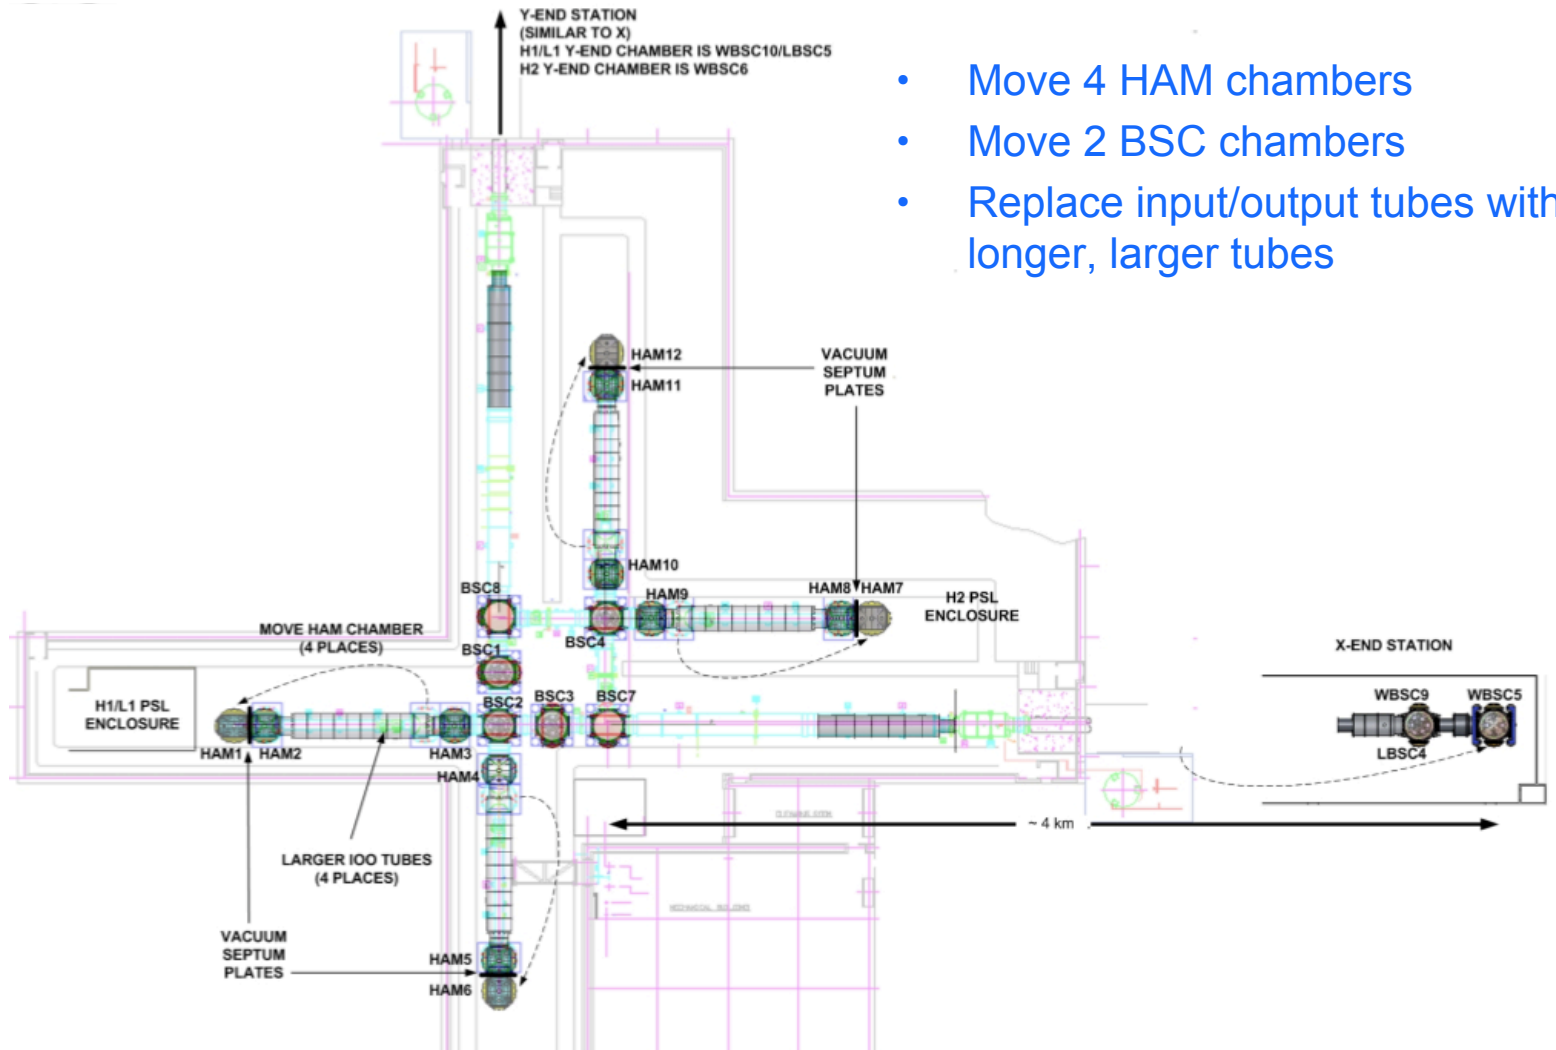 Y-END STATION
(SIMILAR TO X)
H1/L1 Y-END CHAMBER IS WBSC10/LBSC5
H2 Y-END CHAMBER IS WBSC6
• Move 4 HAM chambers
• Move 2 BSC chambers
• Replace input/output tubes with
longer, larger tubes
HAM12
HAM11
VACUUM
SEPTUM
PLATES
HAM10
BSC8
HAM9
HAM8
HAM7
H2 PSL
ENCLOSURE
MOVE HAM CHAMBER
(4 PLACES)
BSC4
BSC1
X-END STATION
H1/L1 PSL
ENCLOSURE
BSC2
BSC3
BSC7
WBSC9
WBSC5
HAM1
HAM2
HAM3
LBSC4
HAM4
~ 4 km
CLEANING ROOM
LARGER IOO TUBES
(4 PLACES)
MECHANICAL BUILDING
VACUUM
SEPTUM
PLATES
HAM5
HAM6